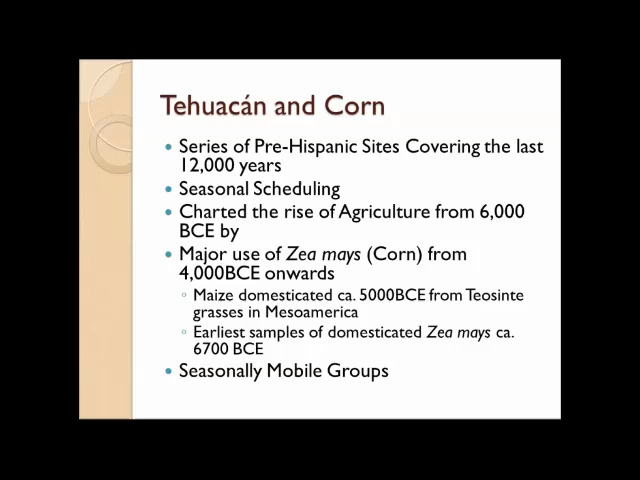 Tehuacán and Corn
• Series of Pre-Hispanic Sites Covering the last
12,000 years
• Seasonal Scheduling
• Charted the rise of Agriculture from 6,000
BCE by
• Major use of Zea mays (Corn) from
4,000BCE onwards
◦ Maize domesticated ca. 5000BCE from Teosinte
grasses in Mesoamerica
◦ Earliest samples of domesticated Zea mays ca.
6700 BCE
• Seasonally Mobile Groups